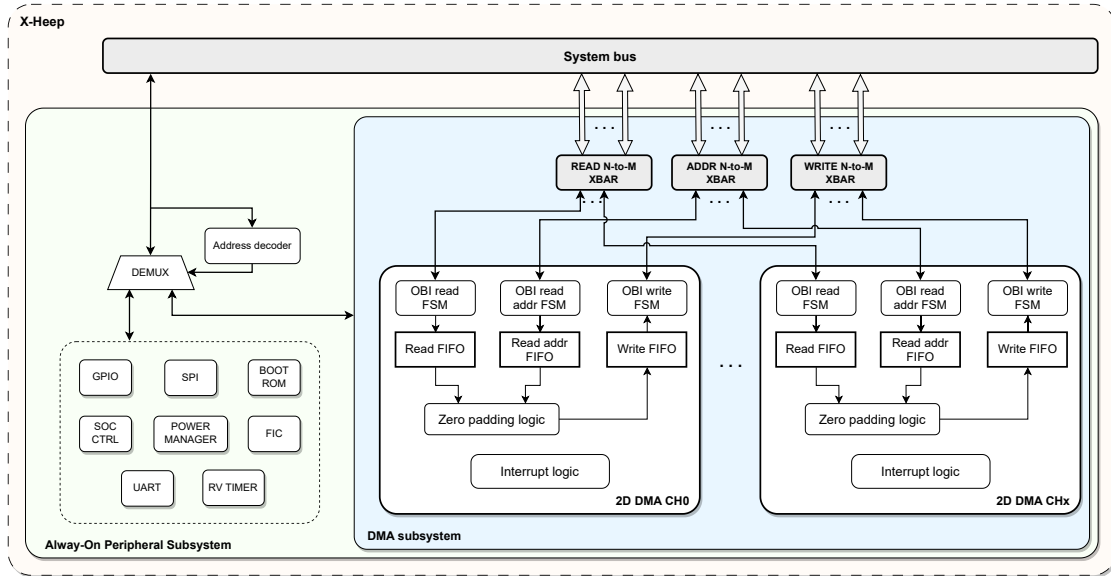 X-Heep
System bus
. . .
. . .
. . .
READ N-to-M
XBAR
ADDR N-to-M
XBAR
WRITE N-to-M
XBAR
. . .
. . .
. . .
Address decoder
DEMUX
OBI read
FSM
OBI read
addr FSM
OBI write
FSM
OBI read
FSM
OBI read
addr FSM
OBI write
FSM
Read FIFO
Read addr
FIFO
Write FIFO
. . .
Read FIFO
Read addr
FIFO
Write FIFO
GPIO
SPI
BOOT
ROM
SOC
CTRL
POWER
MANAGER
FIC
UART
RV TIMER
Zero padding logic
Zero padding logic
Interrupt logic
Interrupt logic
2D DMA CH0
2D DMA CHx
DMA subsystem
Alway-On Peripheral Subsystem